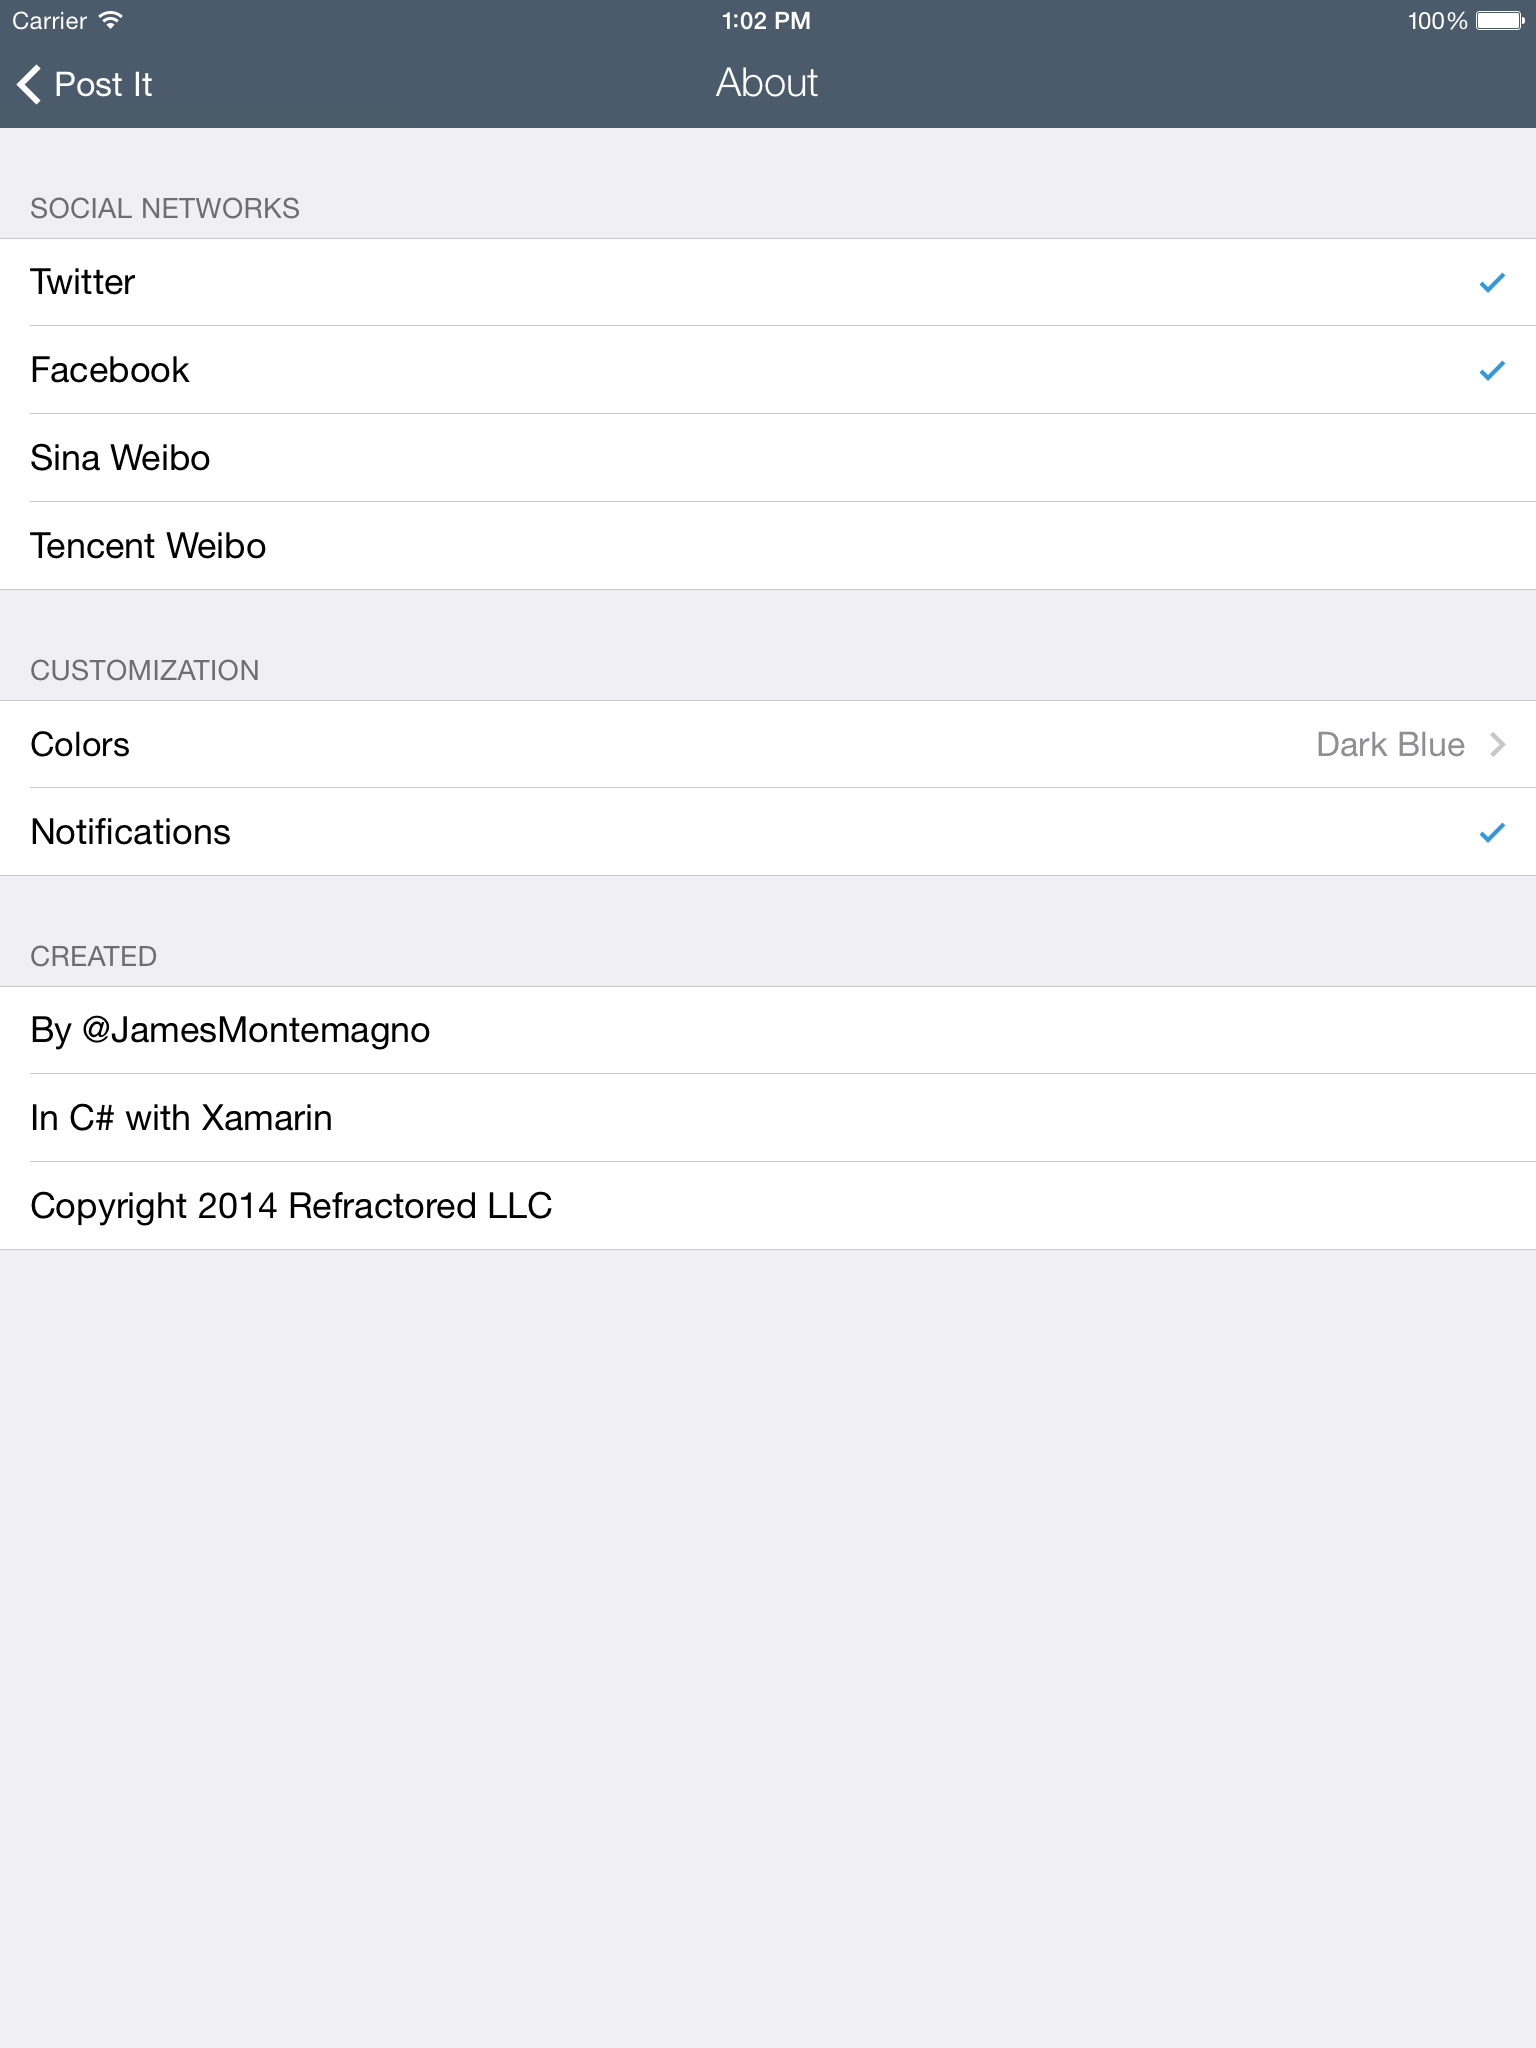 Carrier 1:02 PM 100%
Post It About
SOCIAL NETWORKS
Twitter
Facebook
Sina Weibo
Tencent Weibo
CUSTOMIZATION
Colors Dark Blue
Notifications
CREATED
By @JamesMontemagno
In C# with Xamarin
Copyright 2014 Refractored LLC